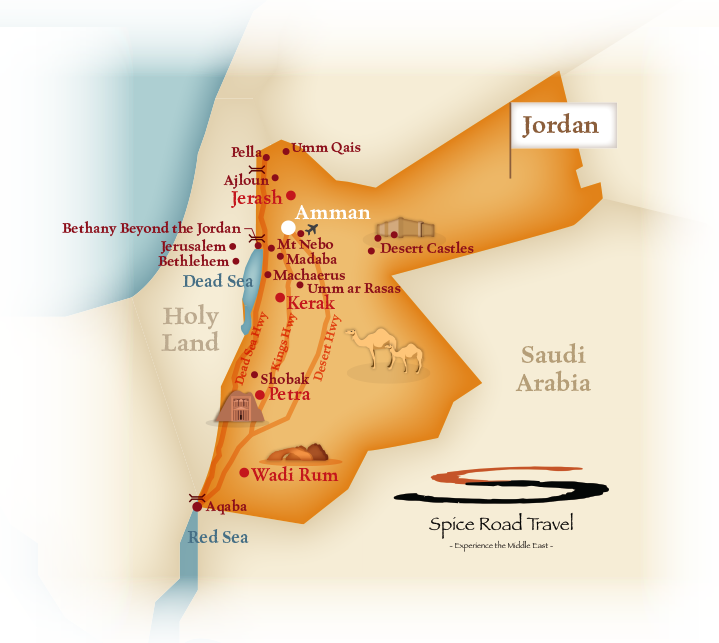 Jordan
Umm Qais
Pella
Ajloun
Jerash
Amman
Bethany Beyond the Jordan
Jerusalem
Mt Nebo
Desert Castles
Bethlehem
Madaba
Dead Sea
Machaerus
Umm ar Rasas
Kerak
Holy
Land
Dead Sea Hwy
Kings Hwy
Desert Hwy
Saudi
Arabia
Shobak
Petra
Wadi Rum
Aqaba
Red Sea
Spice Road Travel
- Experience the Middle East -